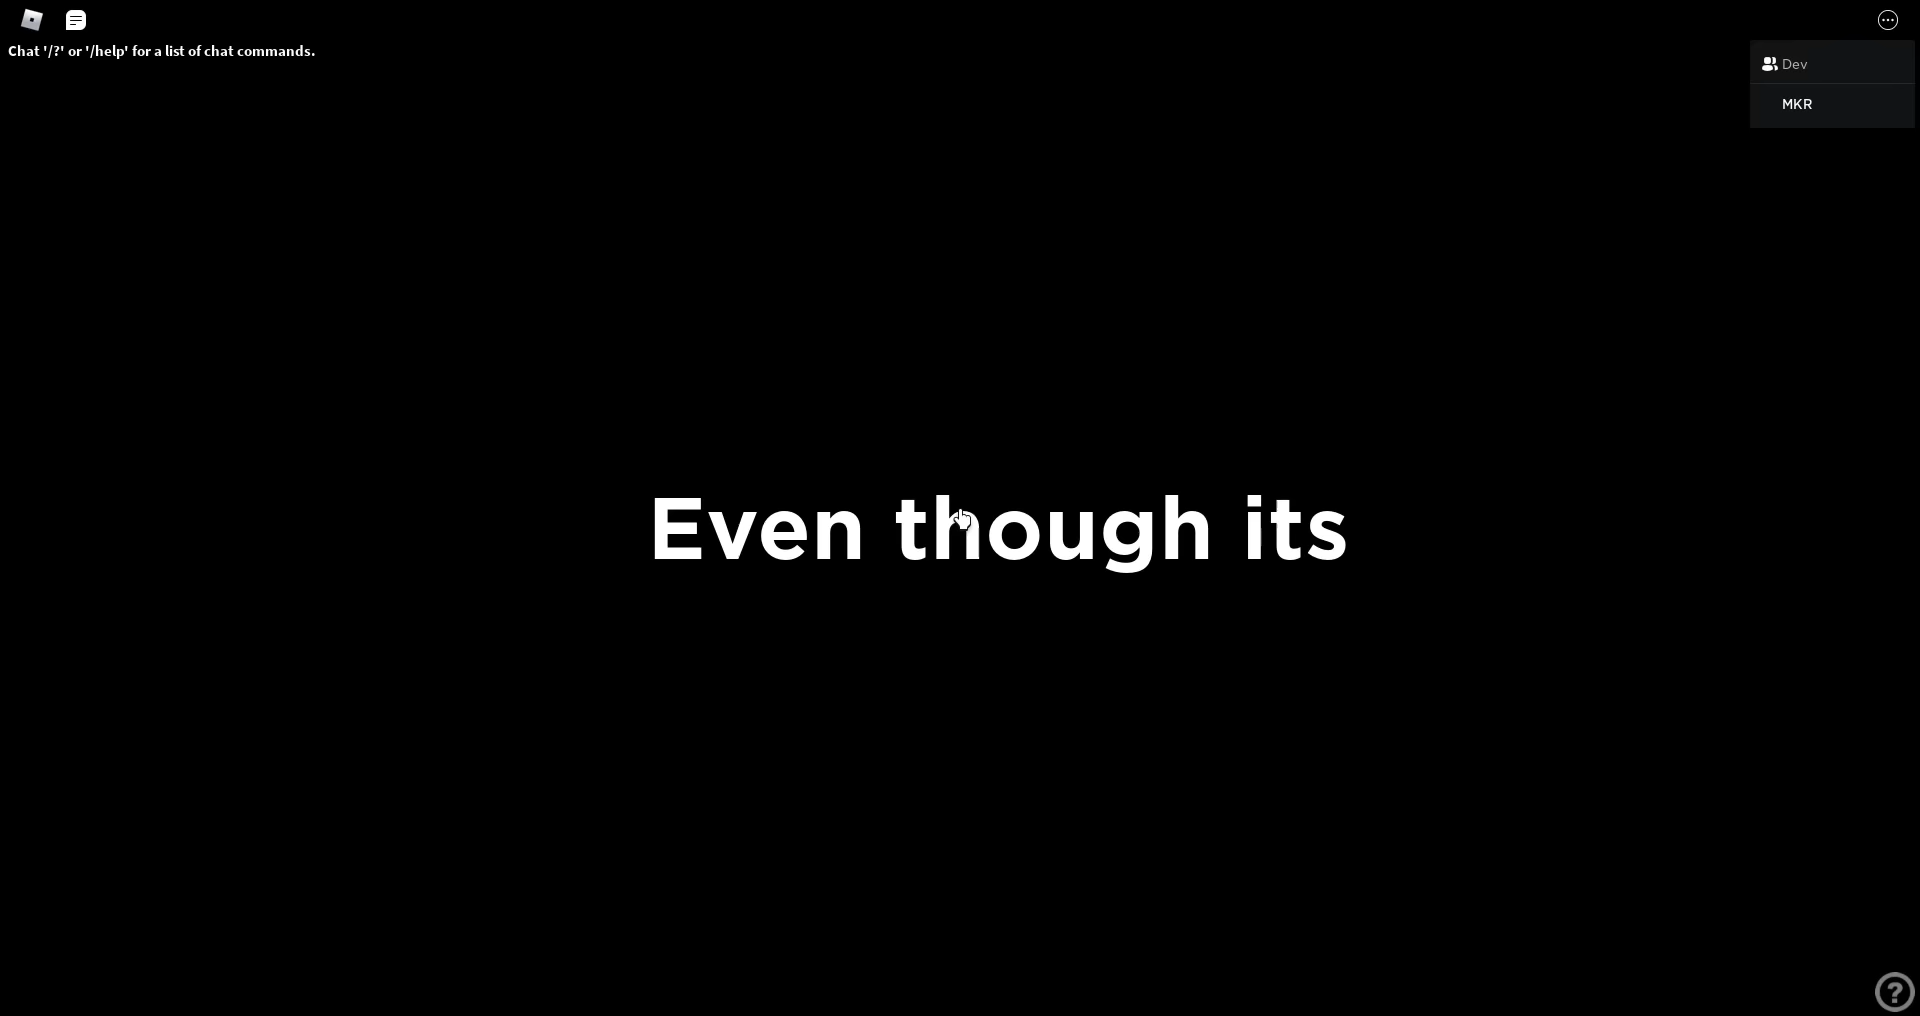 Chat '/?' or '/help' for a list of chat commands.
Dev
MKR
Even though its
?